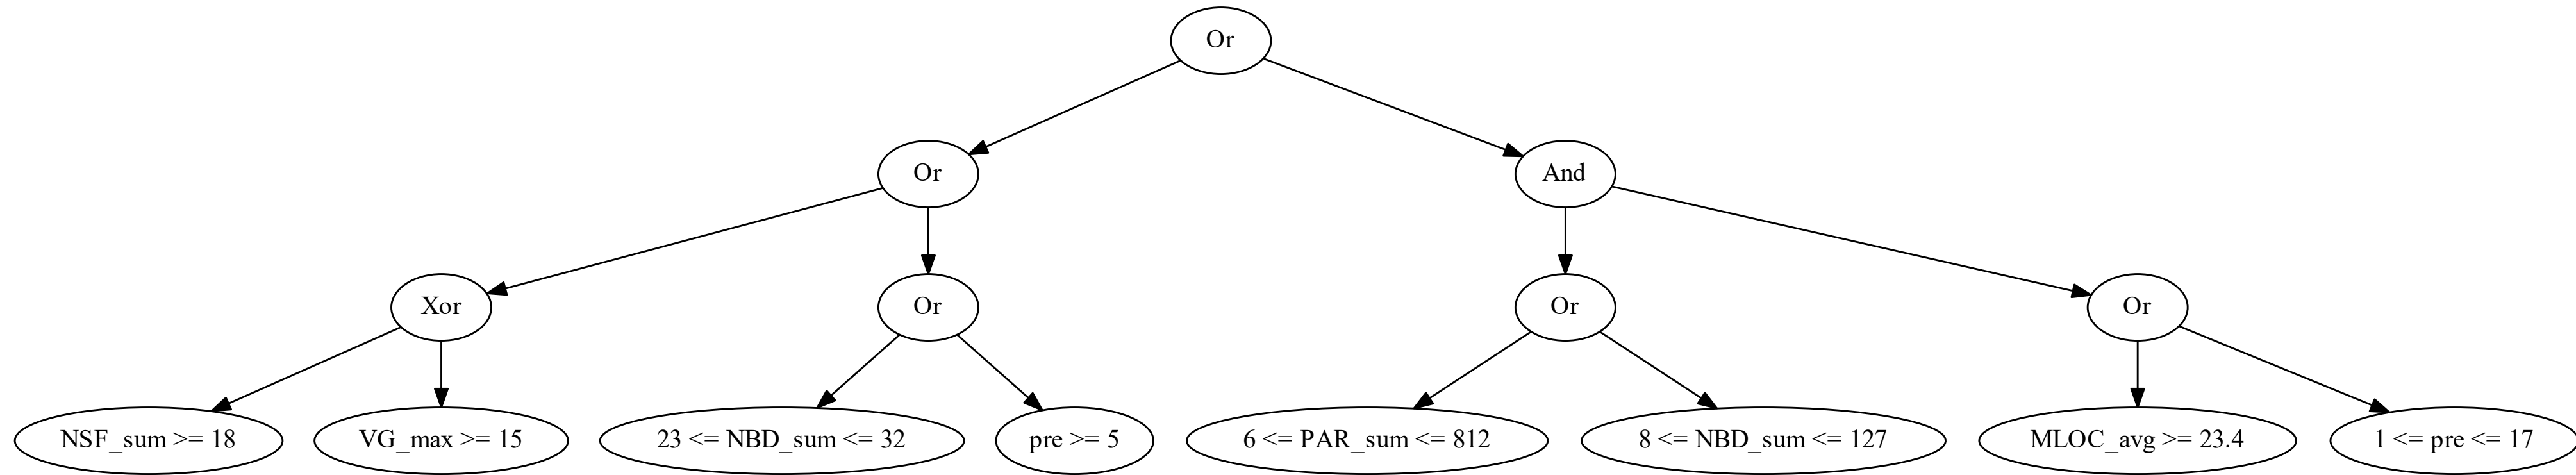 Or
Or
And
Xor
Or
Or
Or
NSF_sum >= 18
VG_max >= 15
23 <= NBD_sum <= 32
pre >= 5
6 <= PAR_sum <= 812
8 <= NBD_sum <= 127
MLOC_avg >= 23.4
1 <= pre <= 17